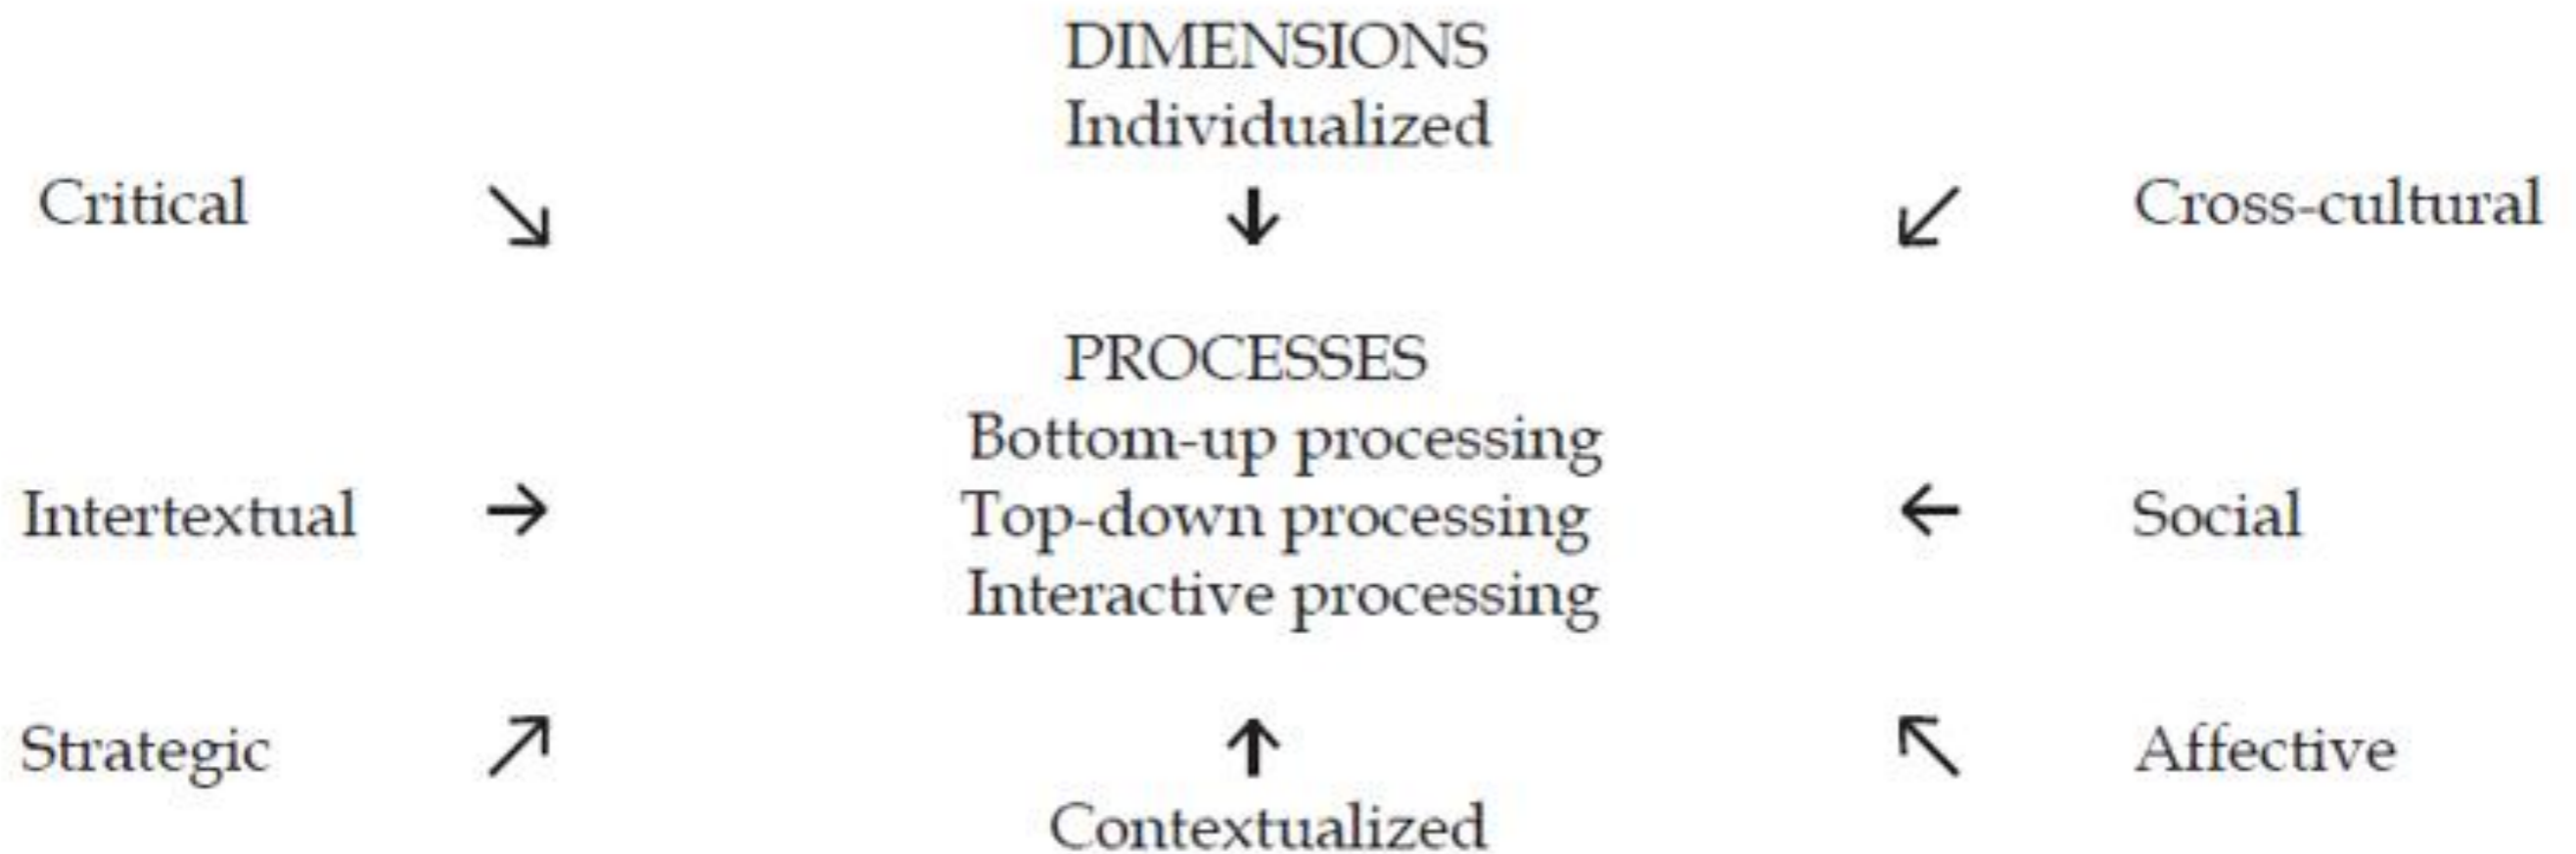 DIMENSIONS
Individualized
Critical ↘ ↓ ↙ Cross-cultural
PROCESSES
Bottom-up processing
Intertextual → Top-down processing ← Social
Interactive processing
Strategic ↗ ↑ ↖ Affective
Contextualized